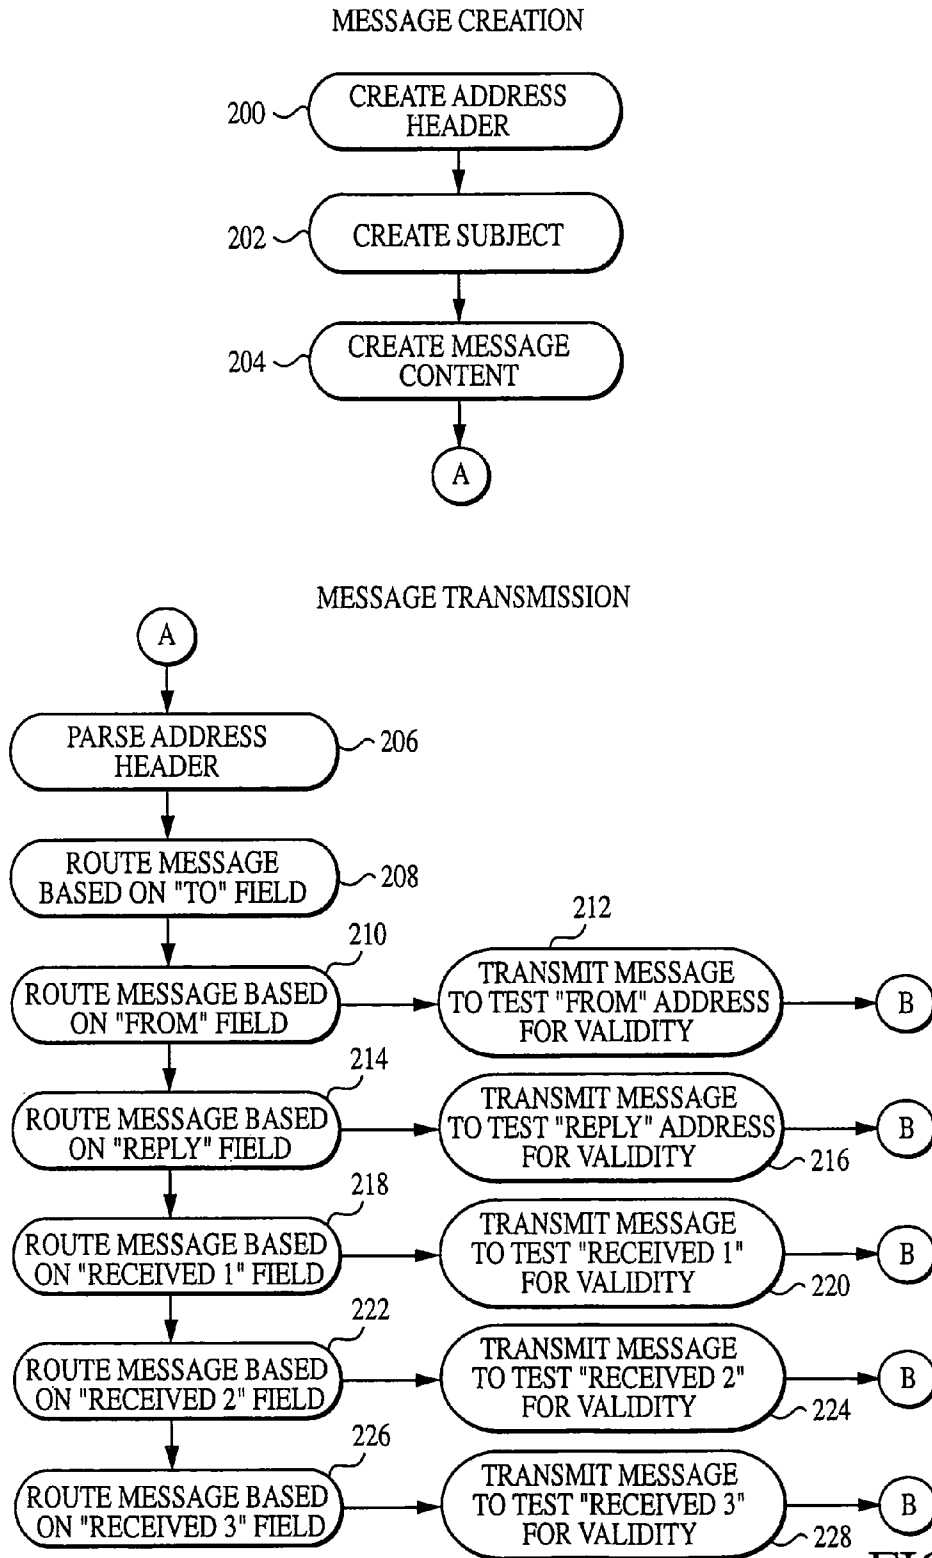 MESSAGE CREATION
200
CREATE ADDRESS
HEADER
202
CREATE SUBJECT
204
CREATE MESSAGE
CONTENT
A
MESSAGE TRANSMISSION
A
PARSE ADDRESS
HEADER
206
ROUTE MESSAGE
BASED ON "TO" FIELD
208
210
ROUTE MESSAGE BASED
ON "FROM" FIELD
212
TRANSMIT MESSAGE
TO TEST "FROM" ADDRESS
FOR VALIDITY
B
214
ROUTE MESSAGE BASED
ON "REPLY" FIELD
TRANSMIT MESSAGE
TO TEST "REPLY" ADDRESS
FOR VALIDITY
216
B
218
ROUTE MESSAGE BASED
ON "RECEIVED 1" FIELD
TRANSMIT MESSAGE
TO TEST "RECEIVED 1"
FOR VALIDITY
220
B
222
ROUTE MESSAGE BASED
ON "RECEIVED 2" FIELD
TRANSMIT MESSAGE
TO TEST "RECEIVED 2"
FOR VALIDITY
224
B
226
ROUTE MESSAGE BASED
ON "RECEIVED 3" FIELD
TRANSMIT MESSAGE
TO TEST "RECEIVED 3"
FOR VALIDITY
228
B